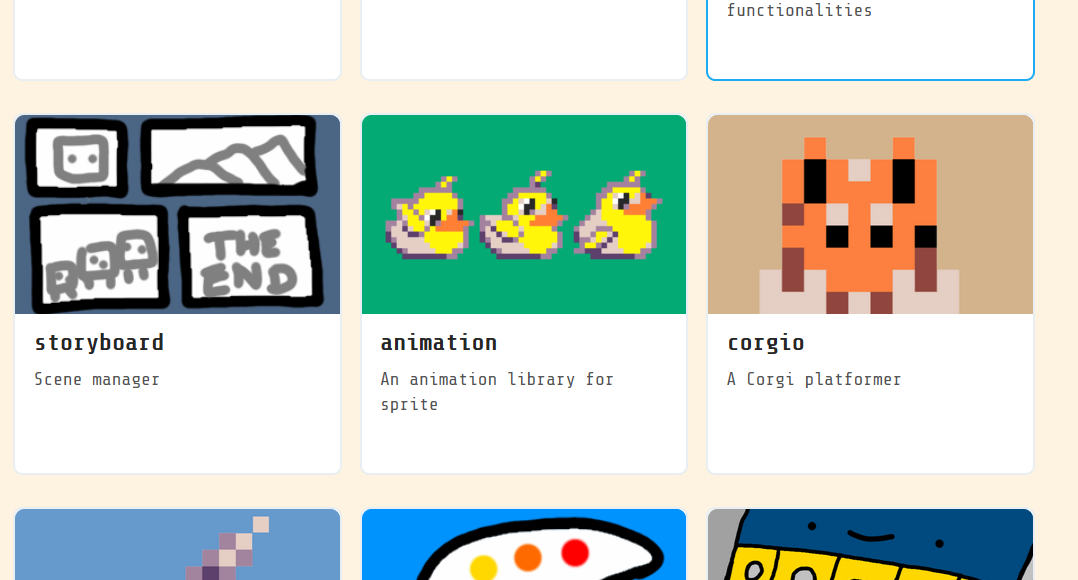 functionalities
THE
END
storyboard
Scene manager
animation
An animation library for
sprite
corgio
A Corgi platformer